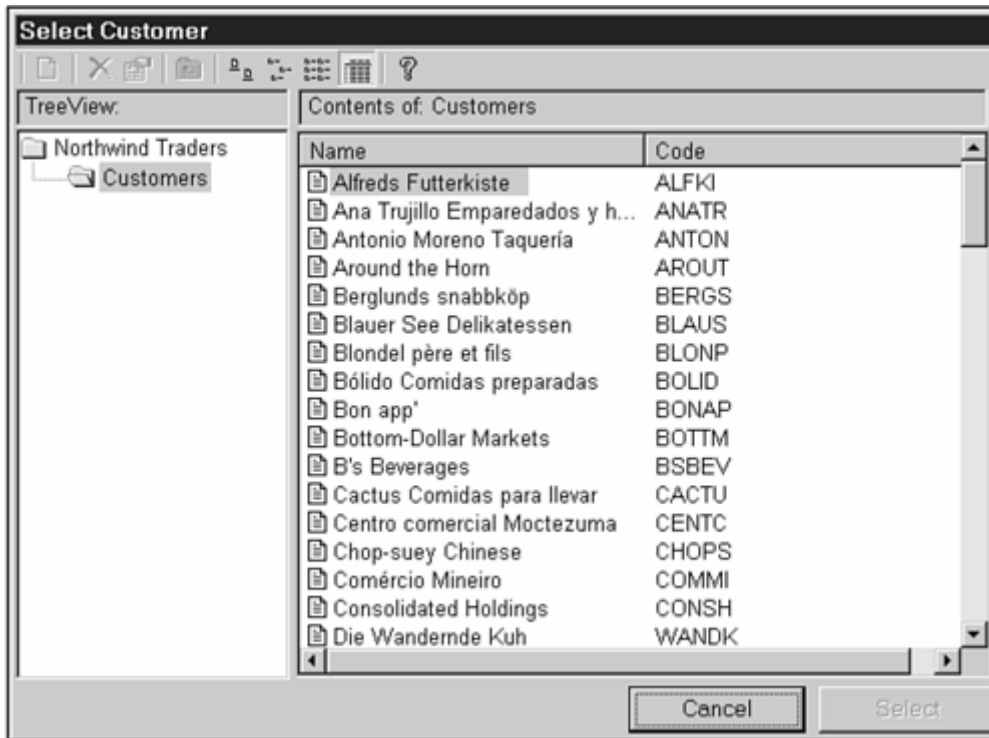 Select Customer
TreeView:
Contents of: Customers
Northwind Traders
Customers
Name Code
Alfreds Futterkiste ALFKI
Ana Trujillo Emparedados y h... ANATR
Antonio Moreno Taquería ANTON
Around the Horn AROUT
Berglunds snabbköp BERGS
Blauer See Delikatessen BLAUS
Blondel père et fils BLONP
Bólido Comidas preparadas BOLID
Bon app' BONAP
Bottom-Dollar Markets BOTTM
B's Beverages BSBEV
Cactus Comidas para llevar CACTU
Centro comercial Moctezuma CENTC
Chop-suey Chinese CHOPS
Comércio Mineiro COMMI
Consolidated Holdings CONSH
Die Wandernde Kuh WANDK
Cancel Select